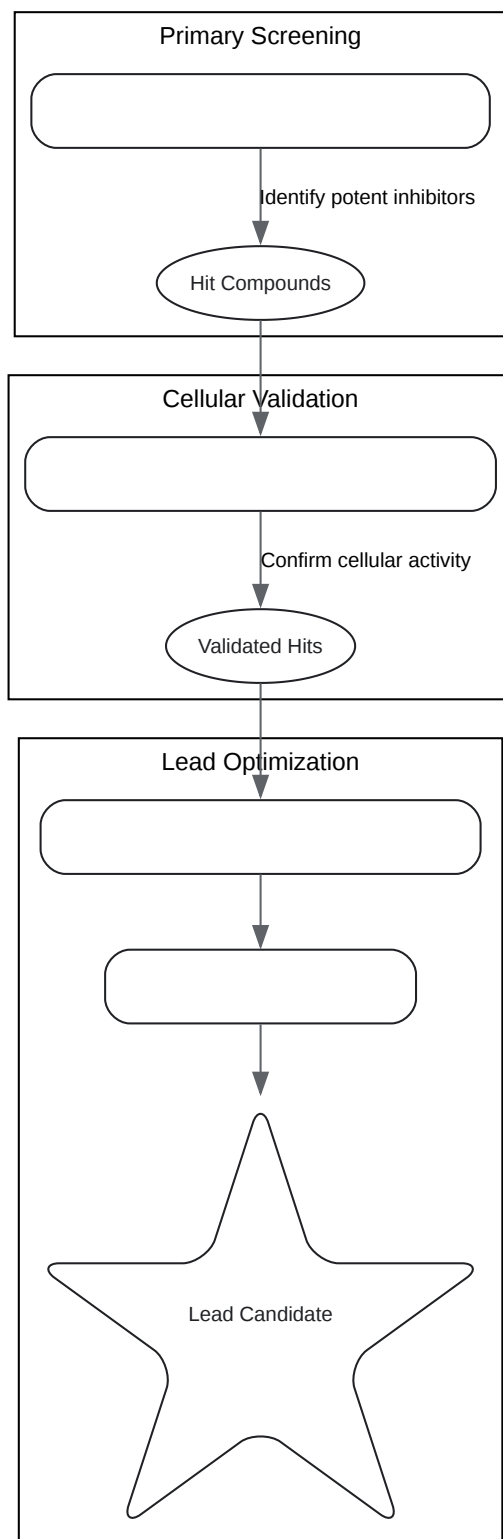 Primary Screening
Identify potent inhibitors
Hit Compounds
Cellular Validation
Confirm cellular activity
Validated Hits
Lead Optimization
Lead Candidate